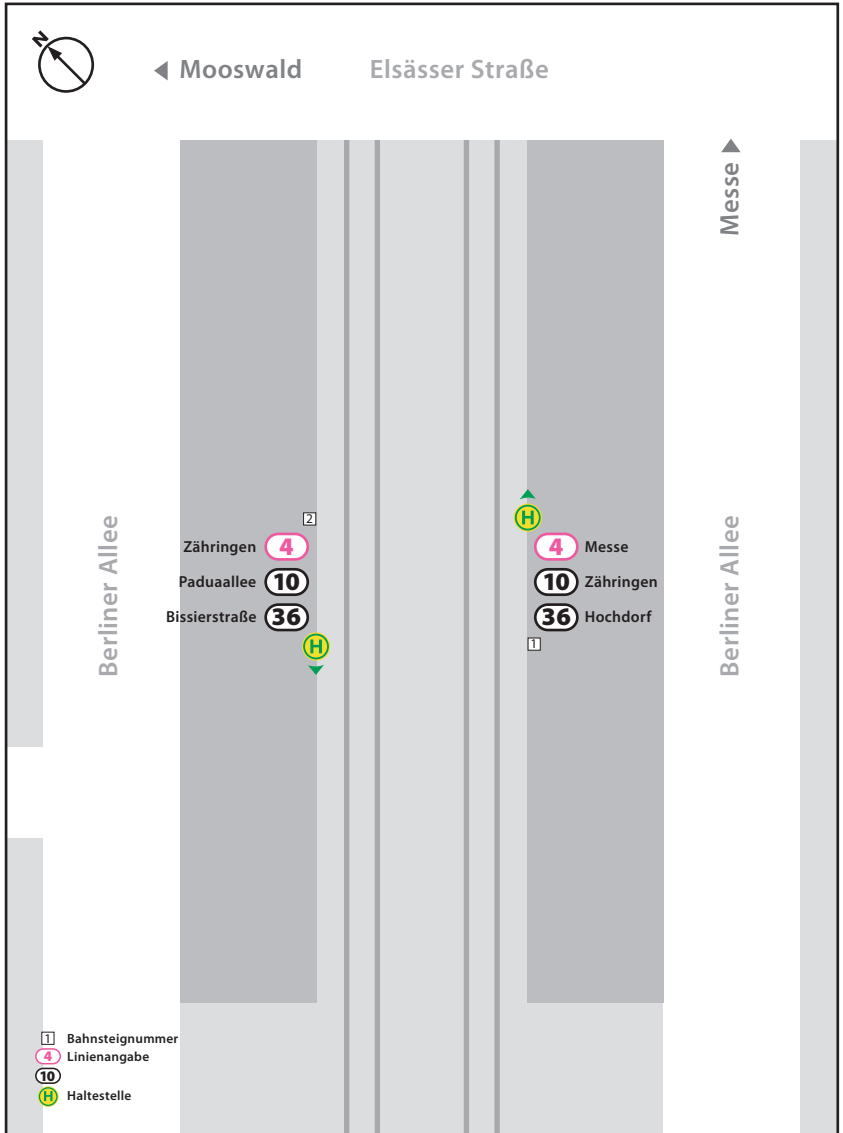 N
Mooswald Elsässer Straße
Messe
Berliner Allee
2
Zähringen 4
Paduaallee 10
Bissierstraße 36
H
H
4 Messe
10 Zähringen
36 Hochdorf
1
Berliner Allee
1 Bahnsteignummer
4 Linienangabe
10
H Haltestelle